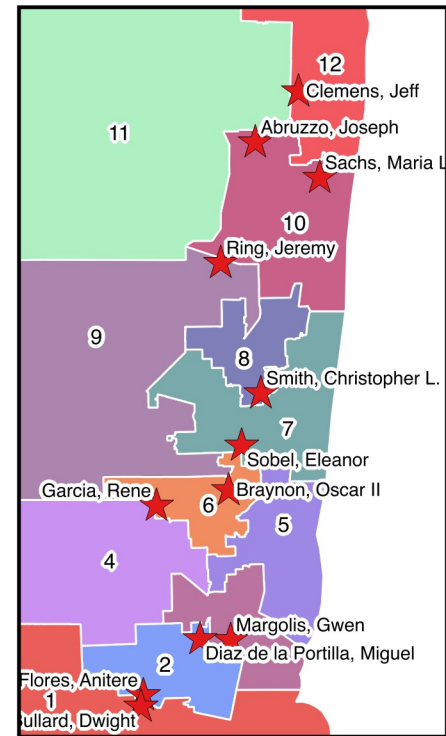 12
Clemens, Jeff
11
Abruzzo, Joseph
Sachs, Maria L
10
Ring, Jeremy
9
8
Smith, Christopher L.
7
Sobel, Eleanor
Garcia, Rene
Braynon, Oscar II
6
5
4
Margolis, Gwen
Diaz de la Portilla, Miguel
2
Flores, Anitere
1
Bullard, Dwight